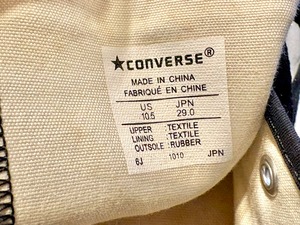 ★CONVERSE®
MADE IN CHINA
FABRIQUÉ EN CHINE
US JPN
10.5 29.0
UPPER : TEXTILE
LINING : TEXTILE
OUTSOLE : RUBBER
6J 1010 JPN